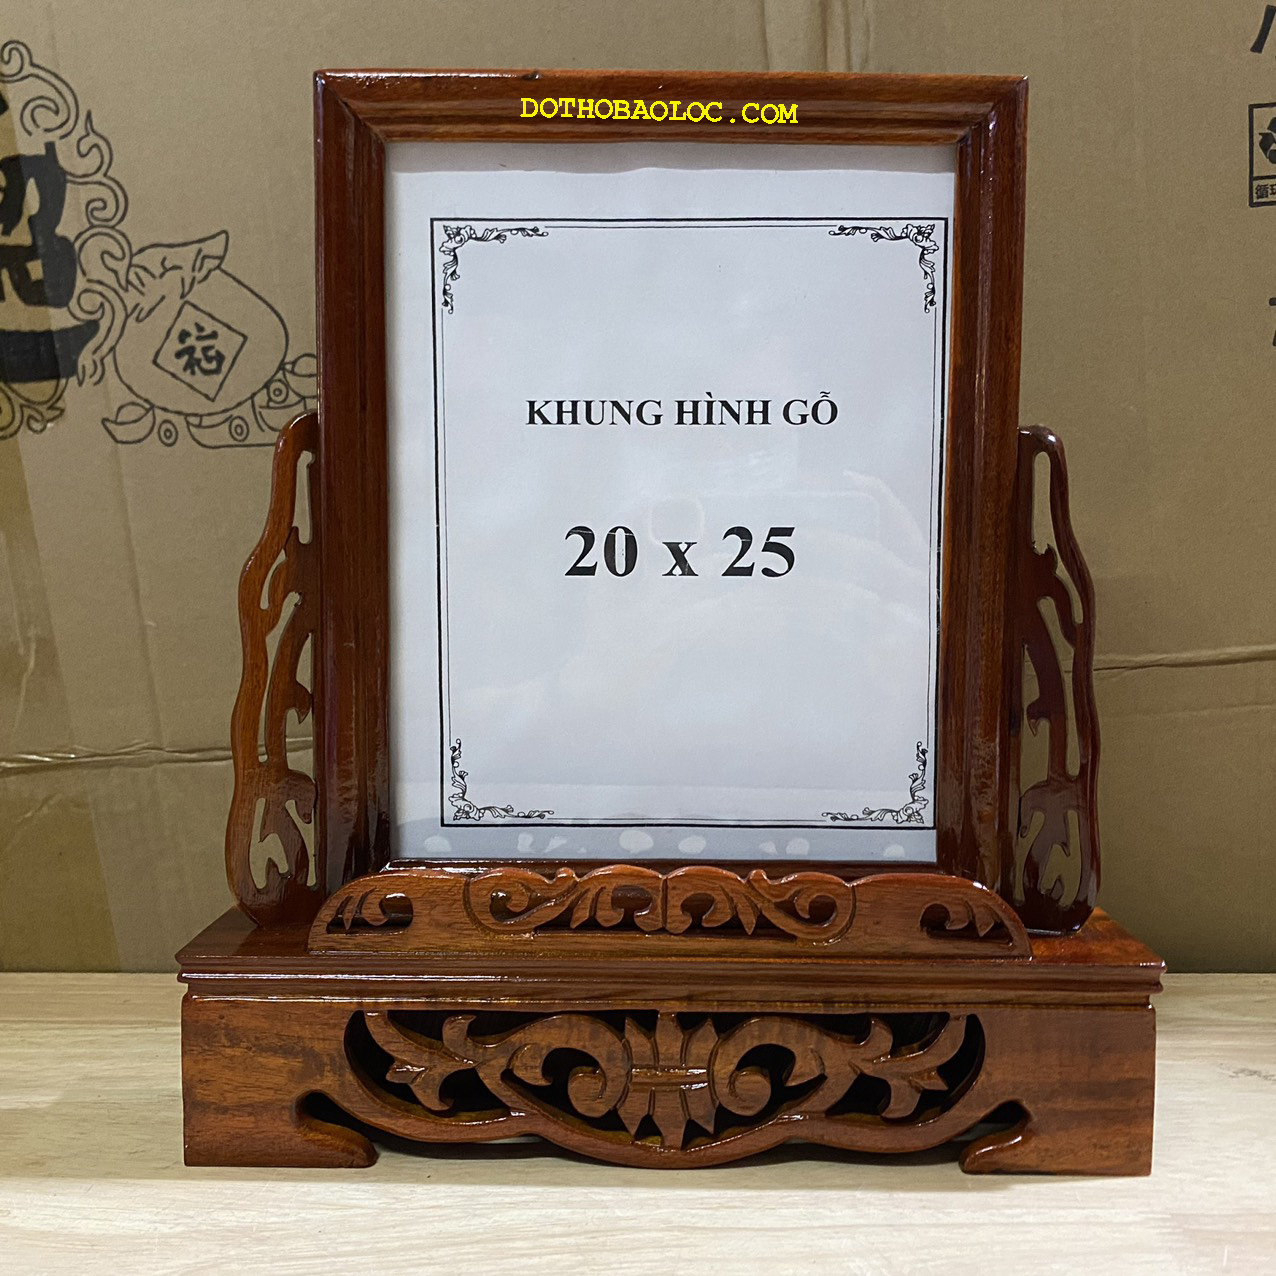 DOTHOBAOLOC.COM
KHUNG HÌNH GỖ
20 x 25